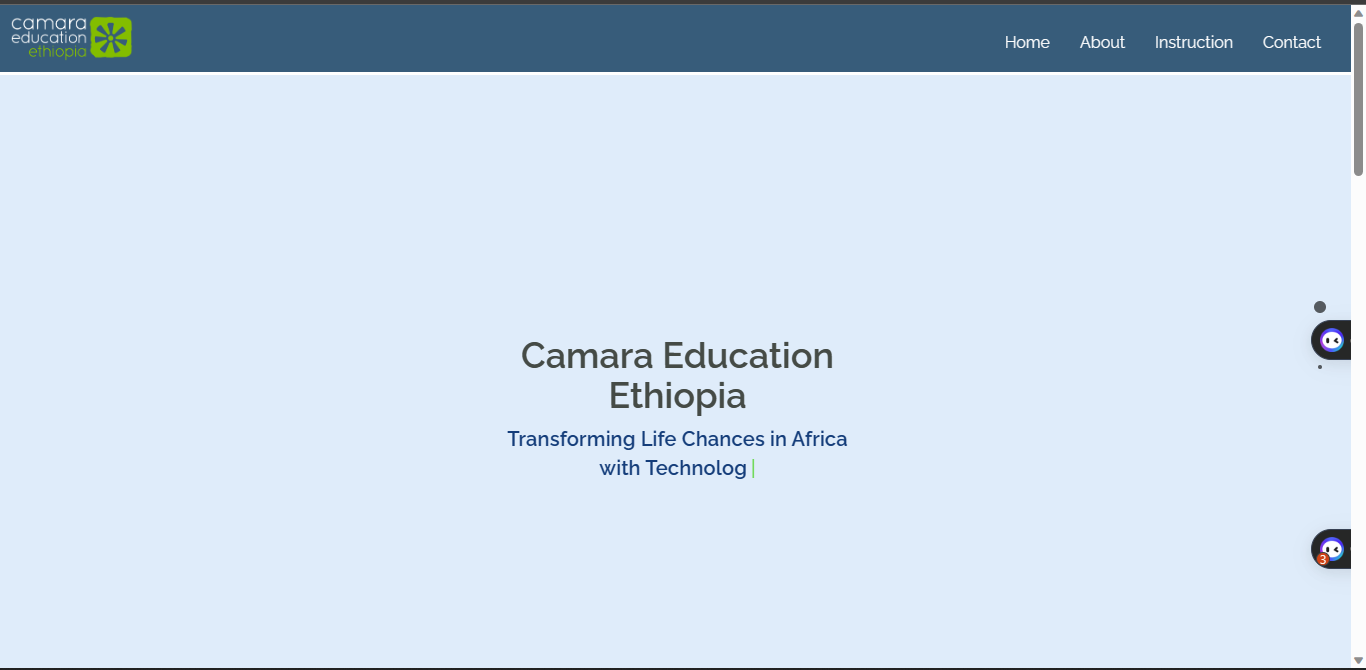 camara
education
ethiopia
Home About Instruction Contact
Camara Education
Ethiopia
Transforming Life Chances in Africa
with Technolog
3